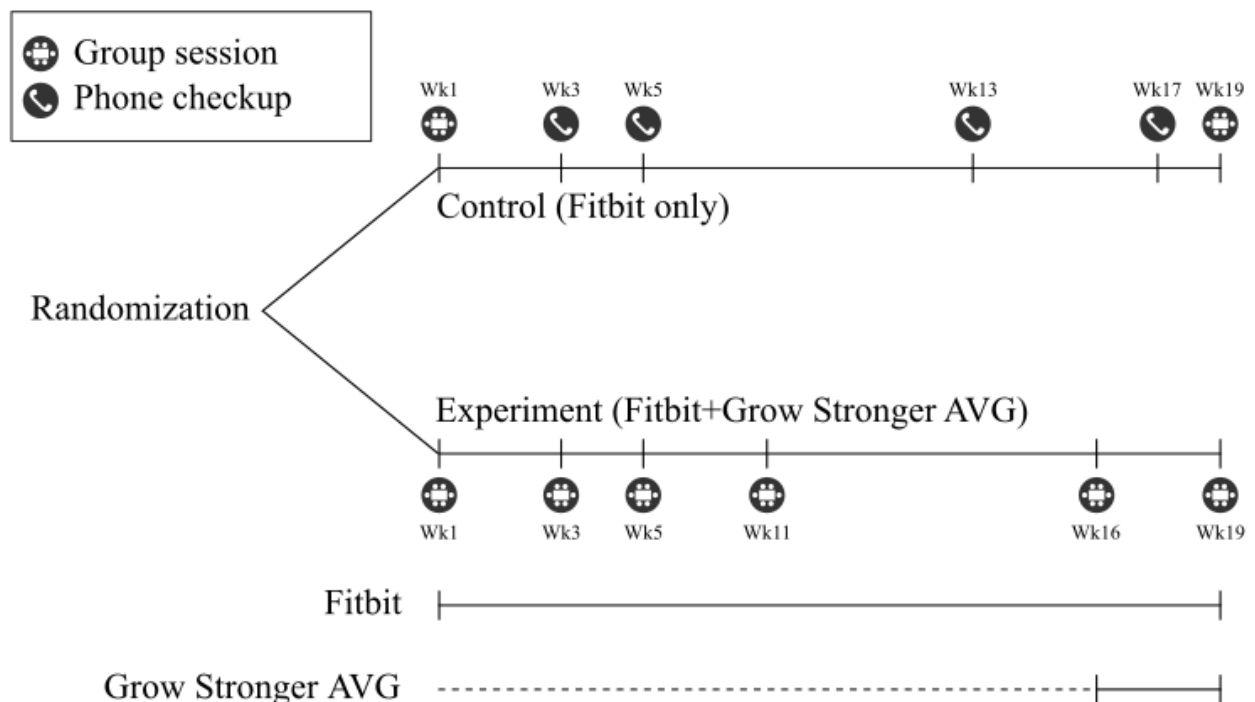 Group session
Phone checkup
Wk1 Wk3 Wk5 Wk13 Wk17 Wk19
Control (Fitbit only)
Randomization
Experiment (Fitbit+Grow Stronger AVG)
Wk1 Wk3 Wk5 Wk11 Wk16 Wk19
Fitbit
Grow Stronger AVG